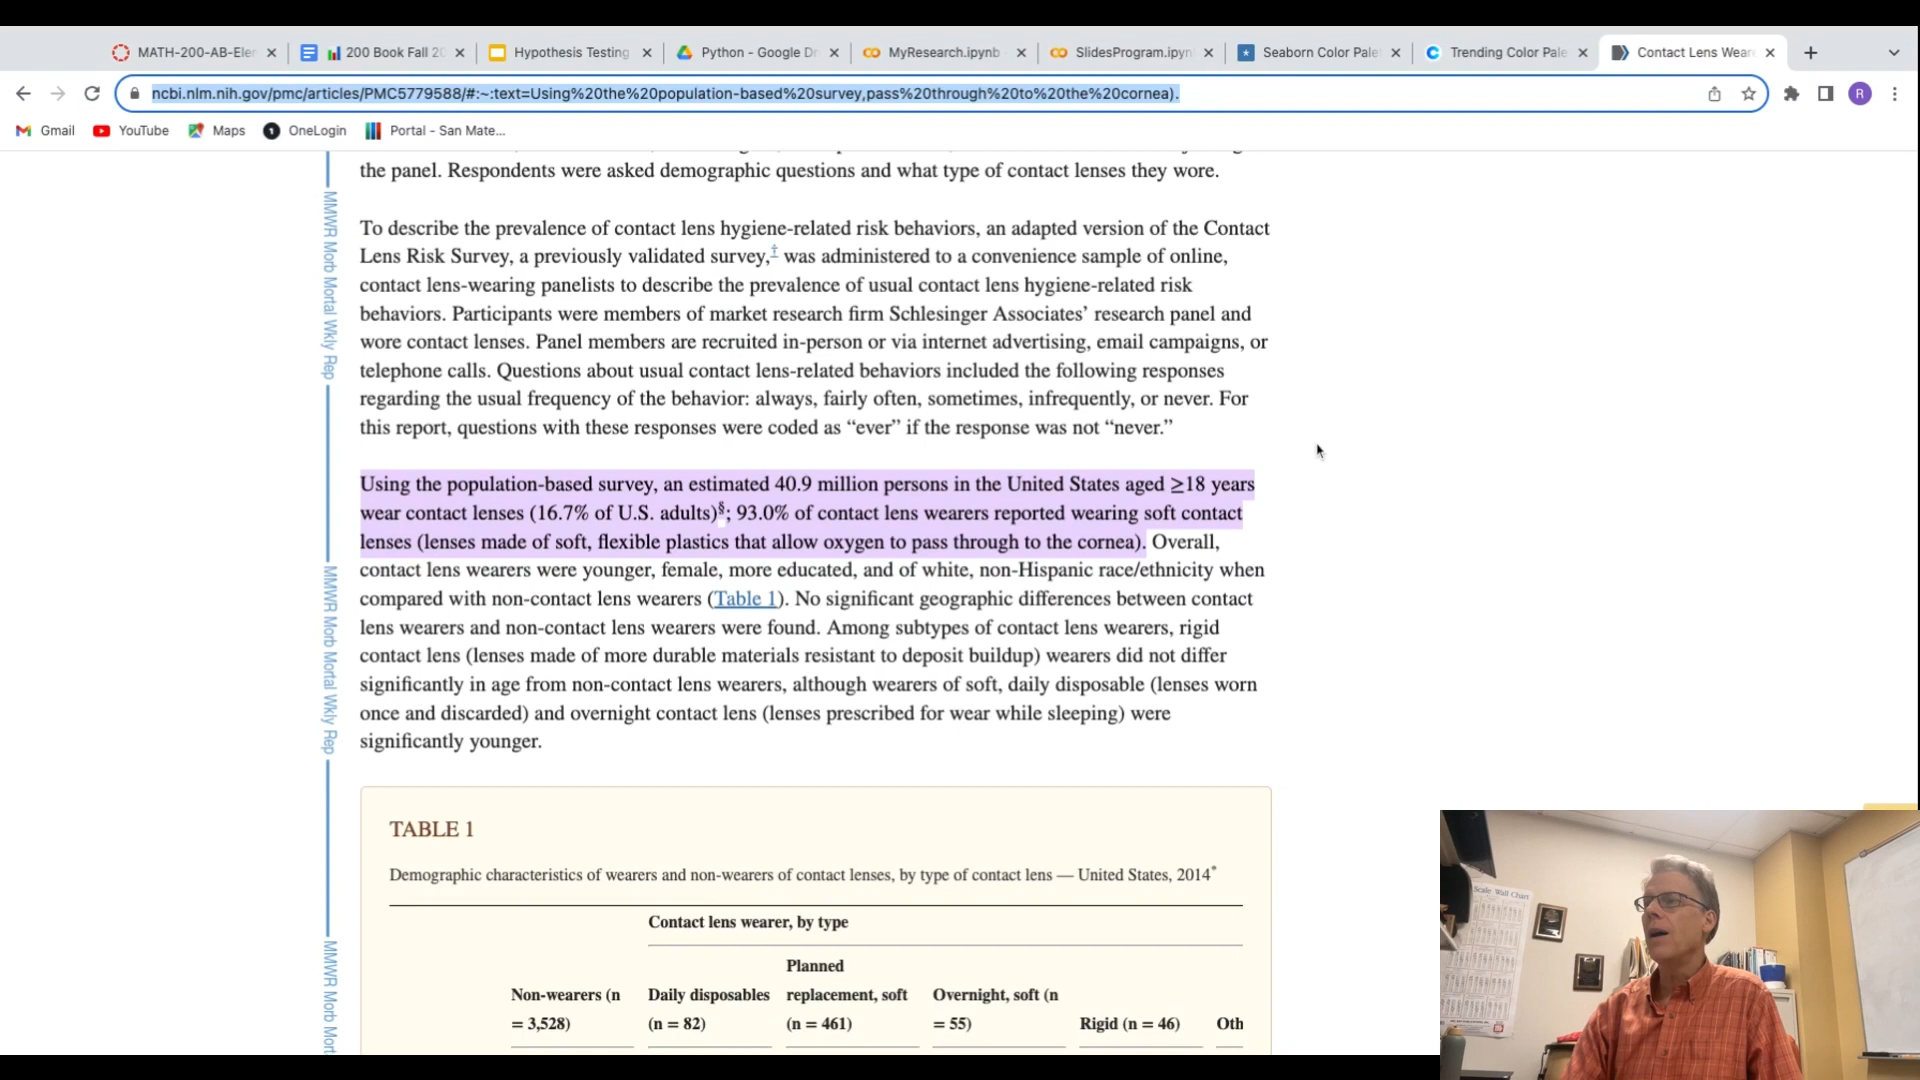 MATH-200-AB-Ele
200 Book Fall 20
Hypothesis Testing
Python - Google Dr
MyResearch.ipynb
SlidesProgram.ipyn
Seaborn Color Pale
Trending Color Pale
Contact Lens Wear
ncbi.nlm.nih.gov/pmc/articles/PMC5779588/#:~:text=Using%20the%20population-based%20survey,pass%20through%20to%20the%20cornea).
R
Gmail
YouTube
Maps
OneLogin
Portal - San Mate...
the panel. Respondents were asked demographic questions and what type of contact lenses they wore.
To describe the prevalence of contact lens hygiene-related risk behaviors, an adapted version of the Contact
Lens Risk Survey, a previously validated survey,† was administered to a convenience sample of online,
contact lens-wearing panelists to describe the prevalence of usual contact lens hygiene-related risk
behaviors. Participants were members of market research firm Schlesinger Associates’ research panel and
wore contact lenses. Panel members are recruited in-person or via internet advertising, email campaigns, or
telephone calls. Questions about usual contact lens-related behaviors included the following responses
regarding the usual frequency of the behavior: always, fairly often, sometimes, infrequently, or never. For
this report, questions with these responses were coded as “ever” if the response was not “never.”
Using the population-based survey, an estimated 40.9 million persons in the United States aged ≥18 years
wear contact lenses (16.7% of U.S. adults)§; 93.0% of contact lens wearers reported wearing soft contact
lenses (lenses made of soft, flexible plastics that allow oxygen to pass through to the cornea). Overall,
contact lens wearers were younger, female, more educated, and of white, non-Hispanic race/ethnicity when
compared with non-contact lens wearers (Table 1). No significant geographic differences between contact
lens wearers and non-contact lens wearers were found. Among subtypes of contact lens wearers, rigid
contact lens (lenses made of more durable materials resistant to deposit buildup) wearers did not differ
significantly in age from non-contact lens wearers, although wearers of soft, daily disposable (lenses worn
once and discarded) and overnight contact lens (lenses prescribed for wear while sleeping) were
significantly younger.
MMWR Morb Mortal Wkly Rep
MMWR Morb Mortal Wkly Rep
MMWR Morb Mort
TABLE 1
Demographic characteristics of wearers and non-wearers of contact lenses, by type of contact lens — United States, 2014*
Contact lens wearer, by type
Planned
Non-wearers (n
Daily disposables
replacement, soft
Overnight, soft (n
= 3,528)
(n = 82)
(n = 461)
= 55)
Rigid (n = 46)
Oth
Scale Wall Chart